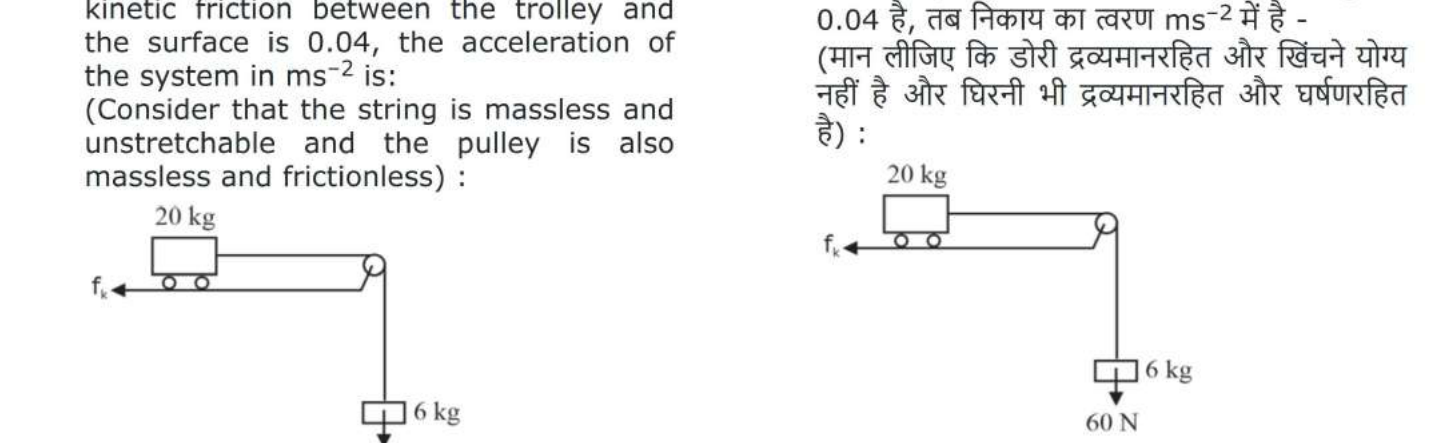 kinetic friction between the trolley and
the surface is 0.04, the acceleration of
the system in ms⁻² is:
(Consider that the string is massless and
unstretchable and the pulley is also
massless and frictionless) :
20 kg
fₖ
6 kg
0.04 है, तब निकाय का त्वरण ms⁻² में है -
(मान लीजिए कि डोरी द्रव्यमानरहित और खिंचने योग्य
नहीं है और घिरनी भी द्रव्यमानरहित और घर्षणरहित
है) :
20 kg
fₖ
6 kg
60 N